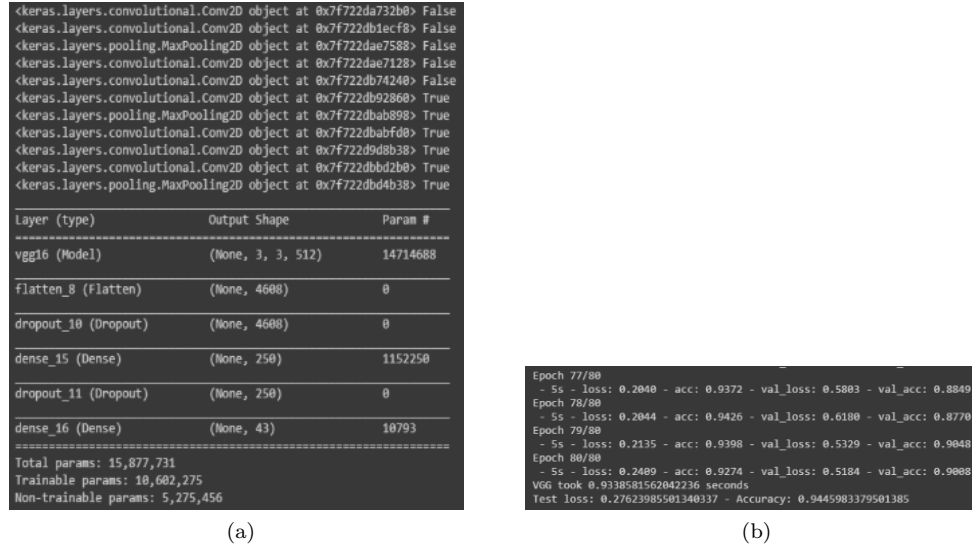 <keras.layers.convolutional.Conv2D object at 0x7f722da732b0> False
<keras.layers.convolutional.Conv2D object at 0x7f722db1ecf8> False
<keras.layers.pooling.MaxPooling2D object at 0x7f722dae7588> False
<keras.layers.convolutional.Conv2D object at 0x7f722dae7128> False
<keras.layers.convolutional.Conv2D object at 0x7f722db74240> False
<keras.layers.convolutional.Conv2D object at 0x7f722db92860> True
<keras.layers.pooling.MaxPooling2D object at 0x7f722dbab898> True
<keras.layers.convolutional.Conv2D object at 0x7f722dbabfd0> True
<keras.layers.convolutional.Conv2D object at 0x7f722d9d8b38> True
<keras.layers.convolutional.Conv2D object at 0x7f722dbbd2b0> True
<keras.layers.pooling.MaxPooling2D object at 0x7f722dbd4b38> True
Layer (type) Output Shape Param #
vgg16 (Model) (None, 3, 3, 512) 14714688
flatten_8 (Flatten) (None, 4608) 0
dropout_10 (Dropout) (None, 4608) 0
dense_15 (Dense) (None, 250) 1152250
dropout_11 (Dropout) (None, 250) 0
dense_16 (Dense) (None, 43) 10793
Total params: 15,877,731
Trainable params: 10,602,275
Non-trainable params: 5,275,456
(a)
Epoch 77/80
- 5s - loss: 0.2040 - acc: 0.9372 - val_loss: 0.5803 - val_acc: 0.8849
Epoch 78/80
- 5s - loss: 0.2044 - acc: 0.9426 - val_loss: 0.6180 - val_acc: 0.8770
Epoch 79/80
- 5s - loss: 0.2135 - acc: 0.9398 - val_loss: 0.5329 - val_acc: 0.9048
Epoch 80/80
- 5s - loss: 0.2409 - acc: 0.9274 - val_loss: 0.5184 - val_acc: 0.9008
VGG took 0.9338581562042236 seconds
Test loss: 0.27623985501340337 - Accuracy: 0.9445983379501385
(b)